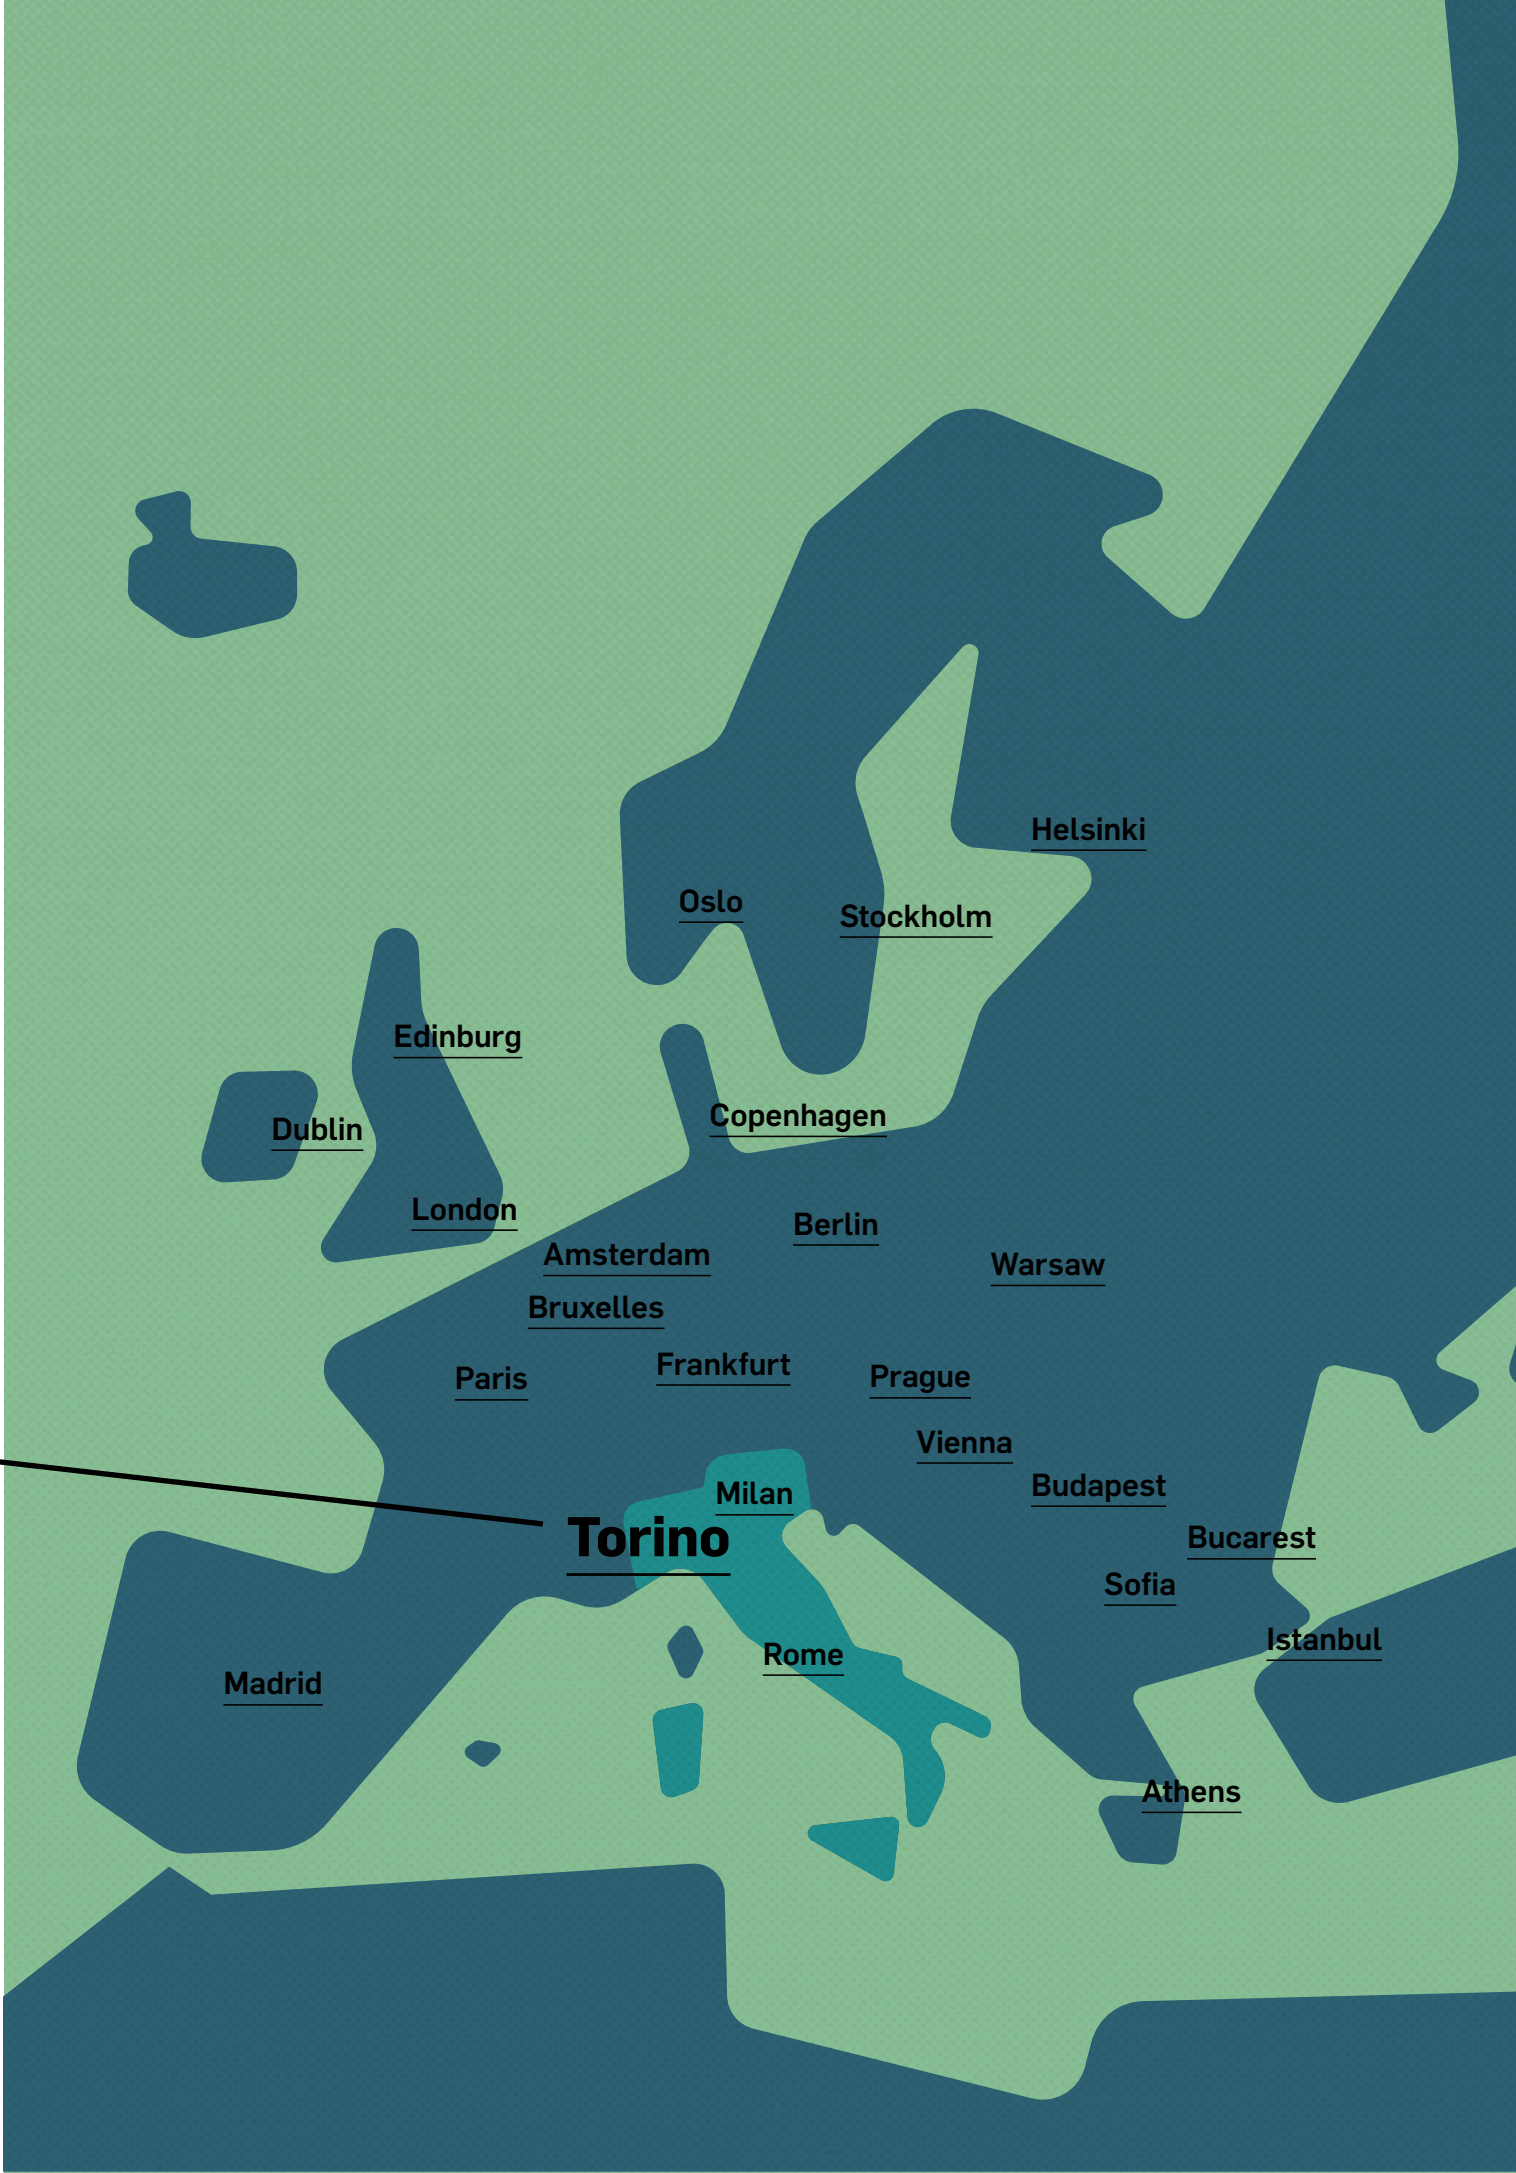 Helsinki
Oslo
Stockholm
Edinburg
Copenhagen
Dublin
London
Berlin
Amsterdam
Warsaw
Bruxelles
Frankfurt
Prague
Paris
Vienna
Budapest
Milan
Torino
Bucarest
Sofia
Istanbul
Rome
Madrid
Athens